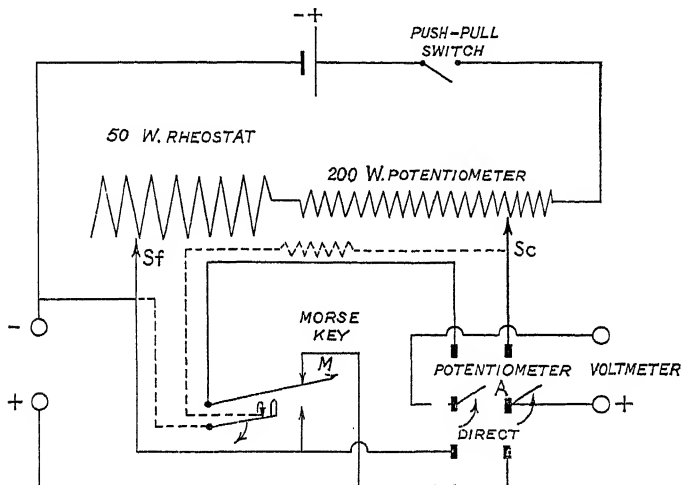 - +
PUSH-PULL
SWITCH
50 W. RHEOSTAT
200 W. POTENTIOMETER
Sf
Sc
MORSE
KEY
M
-
+
POTENTIOMETER
A
DIRECT
VOLTMETER
+